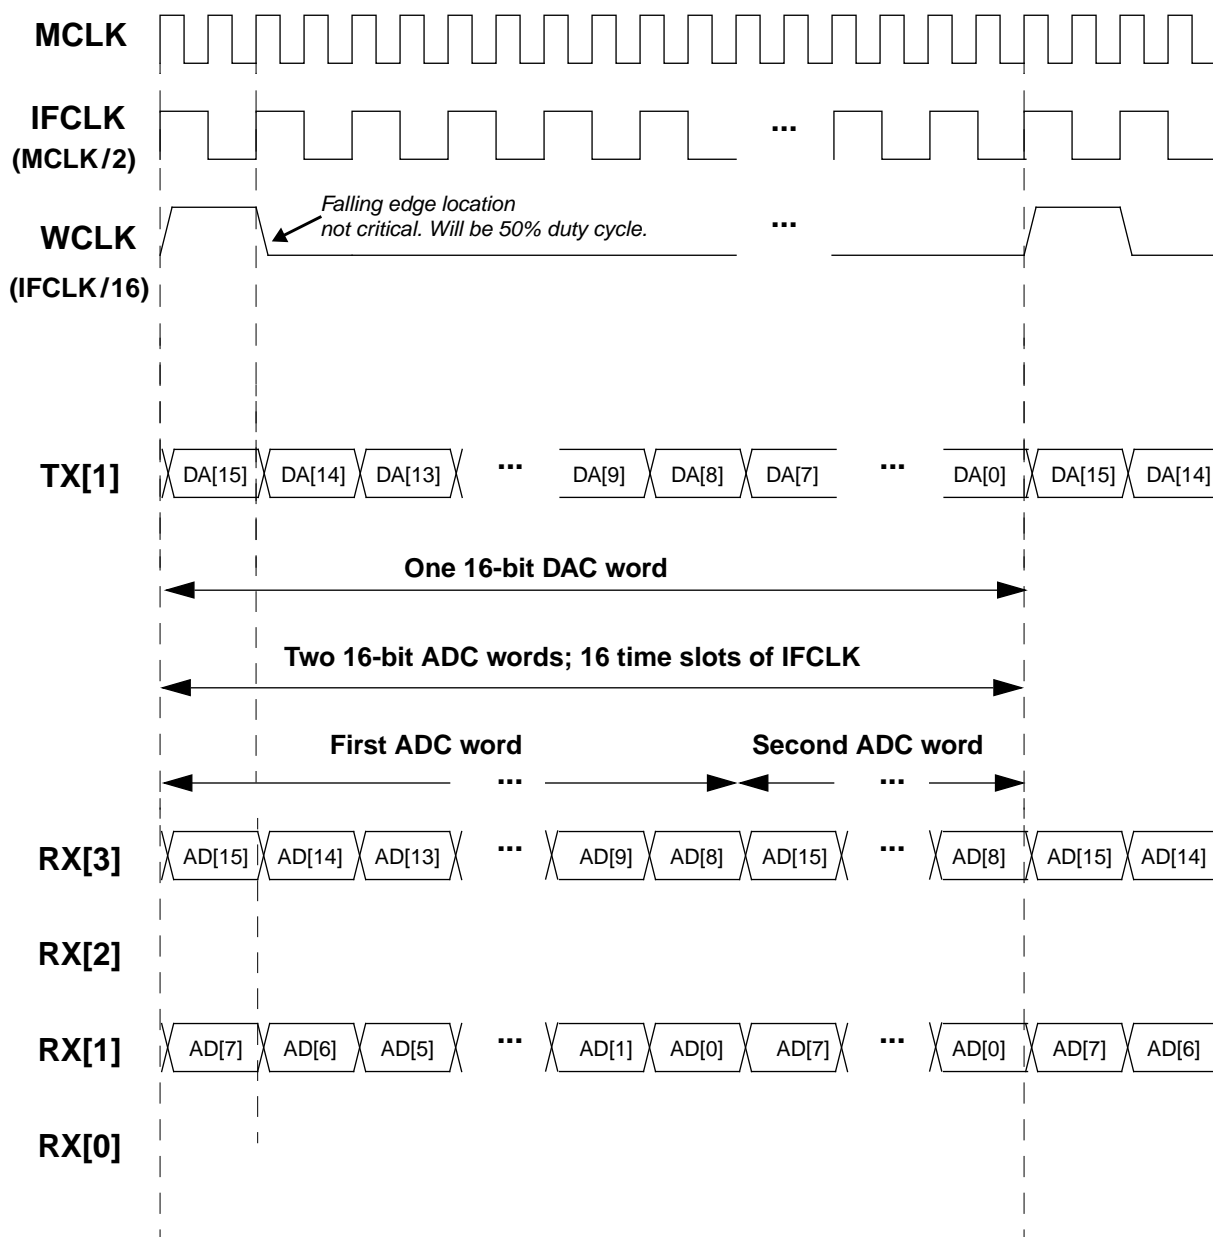 MCLK
IFCLK
(MCLK/2)
...
WCLK
(IFCLK/16)
Falling edge location
not critical. Will be 50% duty cycle.
...
TX[1]
DA[15] DA[14] DA[13] ... DA[9] DA[8] DA[7] ... DA[0] DA[15] DA[14]
One 16-bit DAC word
Two 16-bit ADC words; 16 time slots of IFCLK
First ADC word Second ADC word
... ...
RX[3] AD[15] AD[14] AD[13] ... AD[9] AD[8] AD[15] ... AD[8] AD[15] AD[14]
RX[2]
RX[1] AD[7] AD[6] AD[5] ... AD[1] AD[0] AD[7] ... AD[0] AD[7] AD[6]
RX[0]